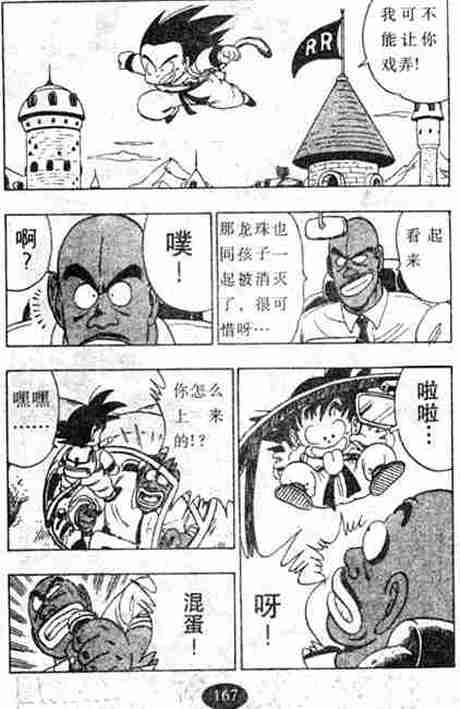 RR
我可不
能让你
戏弄!
看起
来
那龙珠也
同孩子一
起被消灭
了，很可
惜呀…
噗!
啊?
啦啦…
呀!
你怎么
上来
的!?
嘿嘿
……
混蛋!
167